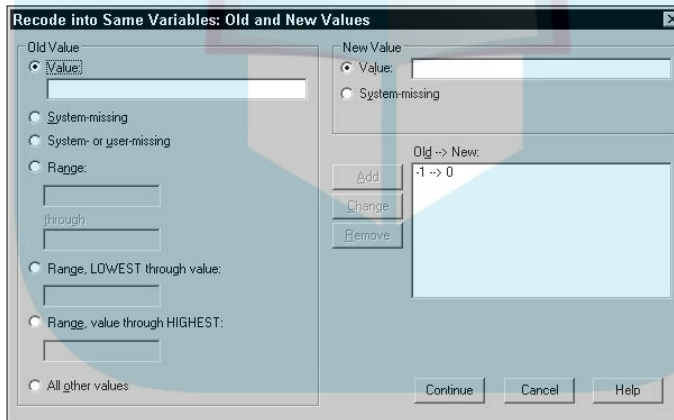 Recode into Same Variables: Old and New Values
Old Value
Value:
System-missing
System- or user-missing
Range:
through
Range, LOWEST through value:
Range, value through HIGHEST:
All other values
New Value
Value:
System-missing
Old --> New:
Add
-1 --> 0
Change
Remove
Continue
Cancel
Help